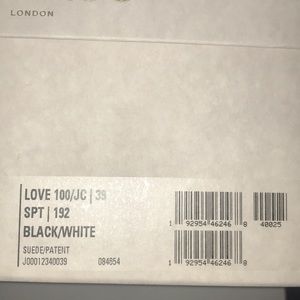 LONDON
LOVE 100/JC | 39
SPT | 192
BLACK/WHITE
SUEDE/PATENT
J00012340039 084654
1 92954 46246 8 40025
1 92954 46246 8